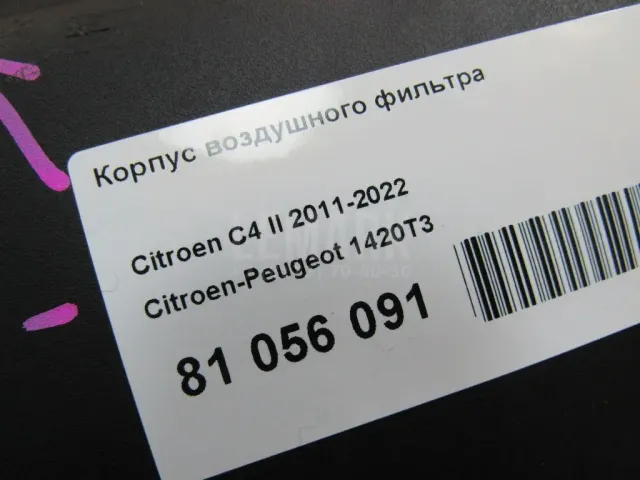 Корпус воздушного фильтра
Citroen C4 II 2011-2022
Citroen-Peugeot 1420T3
81 056 091